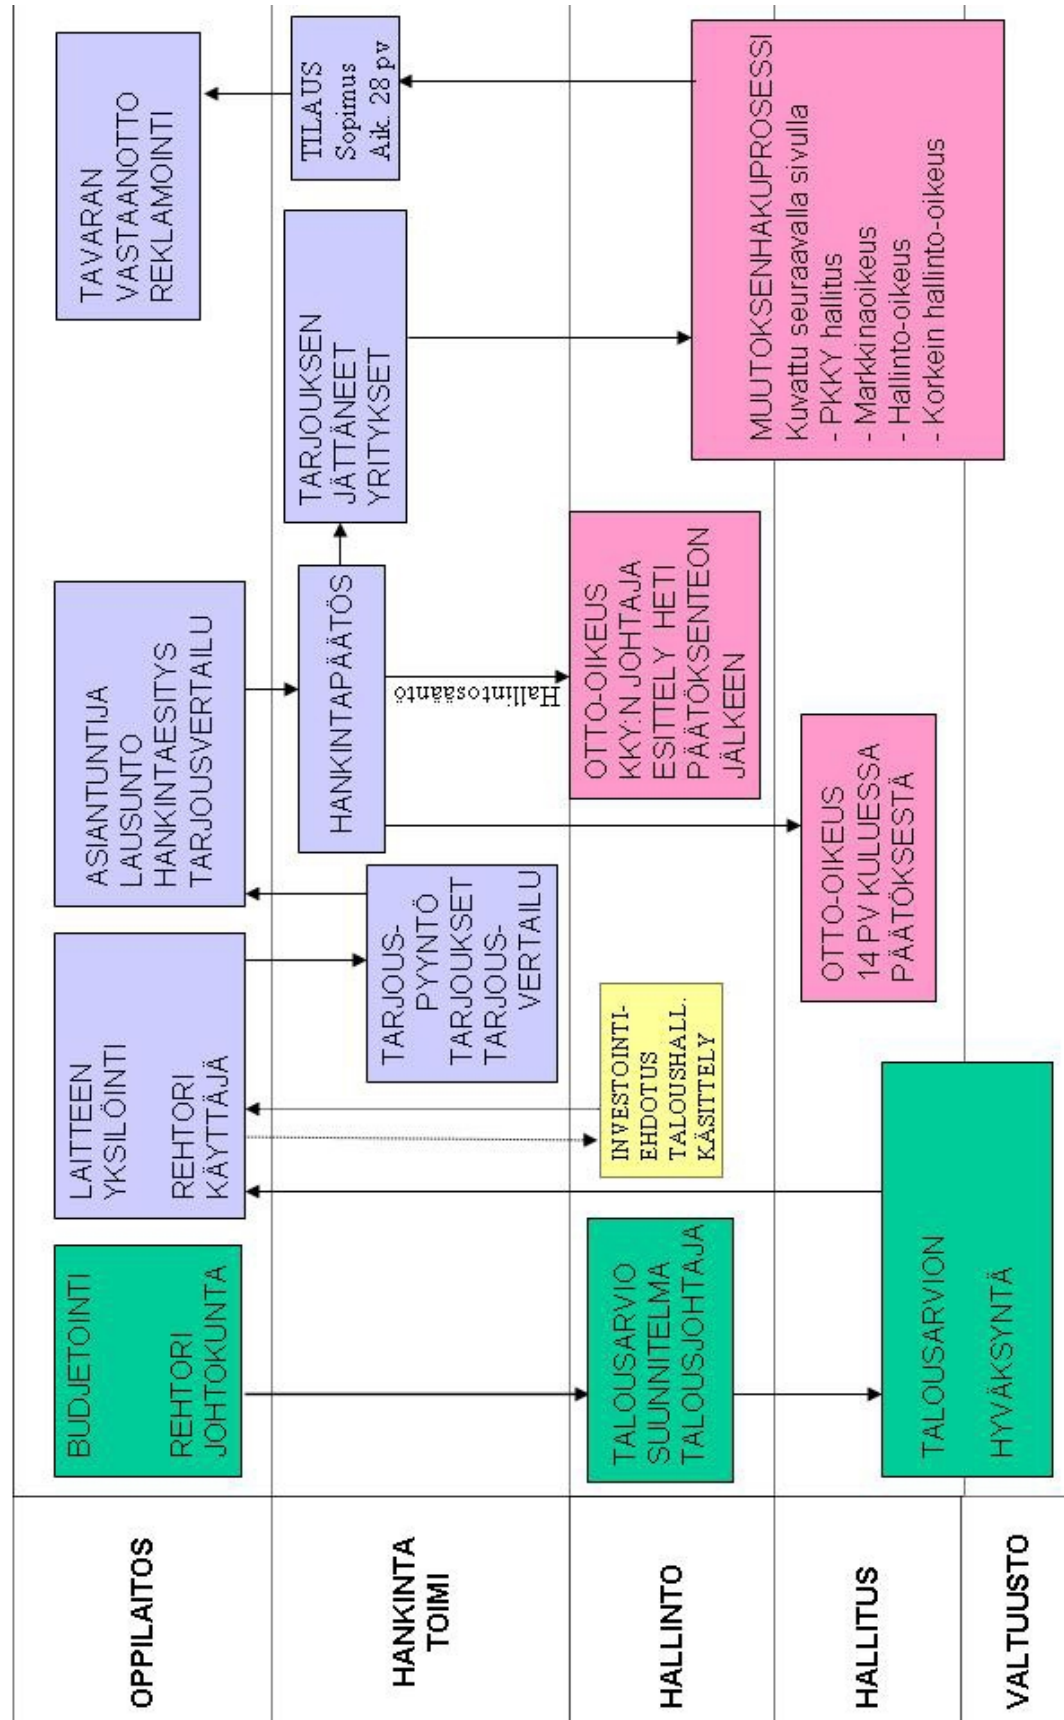 OPPILAITOS
BUDJETOINTI
REHTORI
JOHTOKUNTA
LAITTEEN
YKSILÖINTI
REHTORI
KÄYTTÄJÄ
ASIANTUNTIJA
LAUSUNTO
HANKINTAESITYS
TARJOUSVERTAILU
TAVARAN
VASTAANOTTO
REKLAMOINTI
HANKINTA
TOIMI
TARJOUS-
PYYNTÖ
TARJOUKSET
TARJOUS-
VERTAILU
HANKINTAPÄÄTÖS
TARJOUKSEN
JÄTTÄNEET
YRITYKSET
TILAUS
Sopimus
Aik. 28 pv
Hallintosääntö
HALLINTO
TALOUSARVIO
SUUNNITELMA
TALOUSJOHTAJA
INVESTOINTI-
EHDOTUS
TALOUSHALL.
KÄSITTELY
OTTO-OIKEUS
KKY:N JOHTAJA
ESITTELY HETI
PÄÄTÖKSENTEON
JÄLKEEN
MUUTOKSENHAKUPROSESSI
Kuvattu seuraavalla sivulla
- PKKY hallitus
- Markkinaoikeus
- Hallinto-oikeus
- Korkein hallinto-oikeus
HALLITUS
TALOUSARVION
HYVÄKSYNTÄ
OTTO-OIKEUS
14 PV KULUESSA
PÄÄTÖKSESTÄ
VALTUUSTO